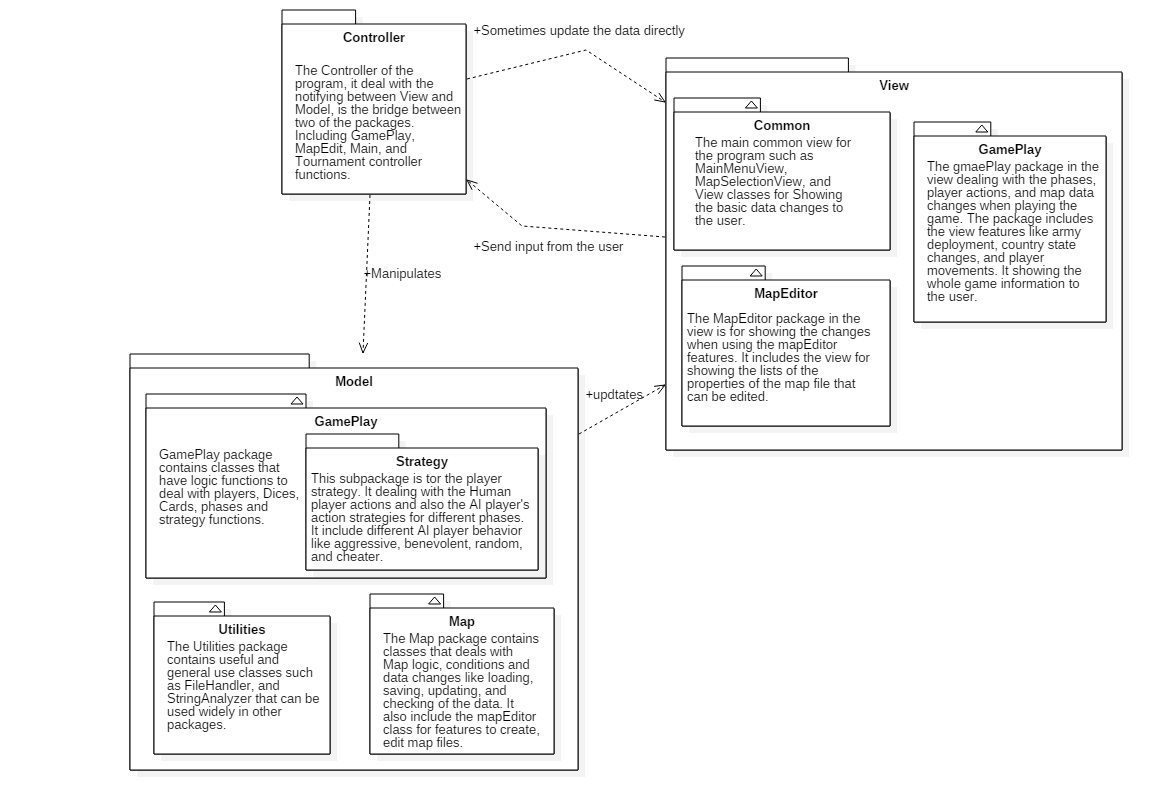 Controller
The Controller of the
program, it deal with the
notifying between View and
Model, is the bridge between
two of the packages.
Including GamePlay,
MapEdit, Main, and
Tournament controller
functions.
+Sometimes update the data directly
+Send input from the user
+Manipulates
View
Common
The main common view for
the program such as
MainMenuView,
MapSelectionView, and
View classes for Showing
the basic data changes to
the user.
GamePlay
The gmaePlay package in the
view dealing with the phases,
player actions, and map data
changes when playing the
game. The package includes
the view features like army
deployment, country state
changes, and player
movements. It showing the
whole game information to
the user.
MapEditor
The MapEditor package in the
view is for showing the changes
when using the mapEditor
features. It includes the view for
showing the lists of the
properties of the map file that
can be edited.
+updtates
Model
GamePlay
GamePlay package
contains classes that
have logic functions to
deal with players, Dices,
Cards, phases and
strategy functions.
Strategy
This subpackage is tor the player
strategy. It dealing with the Human
player actions and also the AI player's
action strategies for different phases.
It include different AI player behavior
like aggressive, benevolent, random,
and cheater.
Utilities
The Utilities package
contains useful and
general use classes such
as FileHandler, and
StringAnalyzer that can be
used widely in other
packages.
Map
The Map package contains
classes that deals with
Map logic, conditions and
data changes like loading,
saving, updating, and
checking of the data. It
also include the mapEditor
class for features to create,
edit map files.